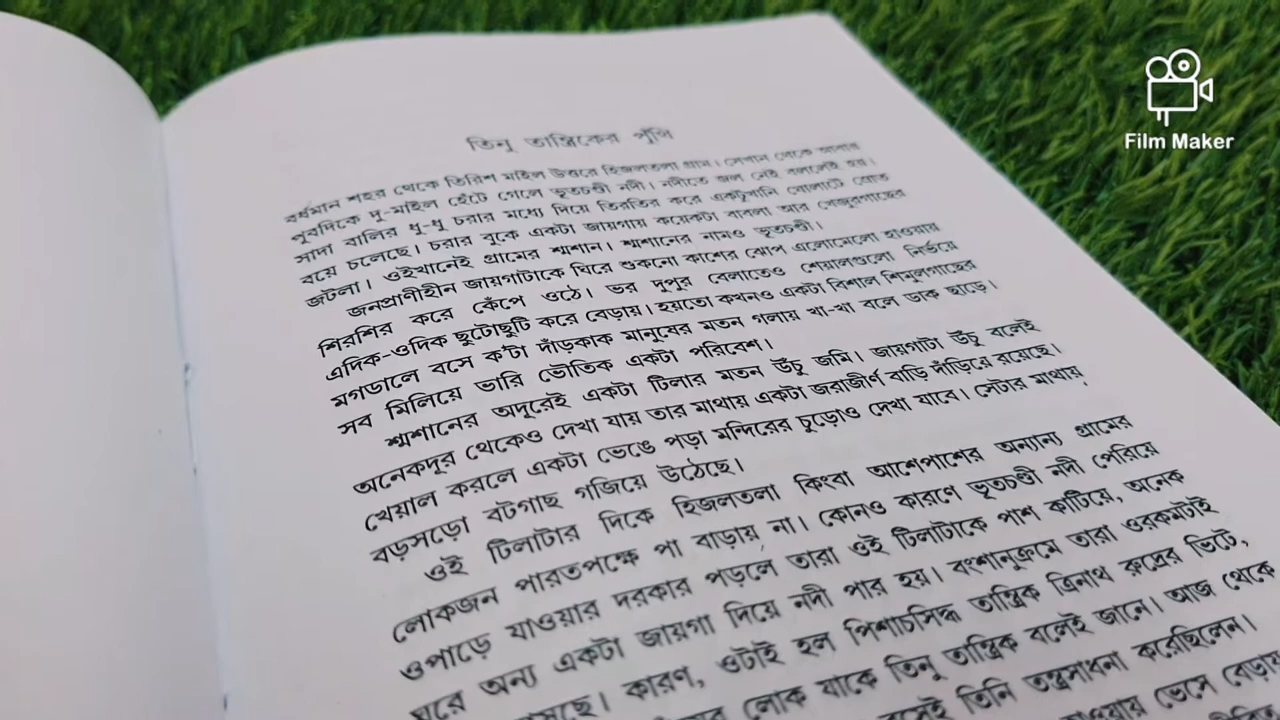 তিনু তান্ত্রিকের পুঁথি
বর্ধমান শহর থেকে তিরিশ মাইল উত্তরে হিজলতলা গ্রাম। সেখান থেকে আবার
পুবদিকে দু-মাইল হেঁটে গেলে ভূতচণ্ডী নদী। নদীতে জল নেই বললেই হয়।
সাদা বালির ধু-ধু চরার মধ্যে দিয়ে তিরতির করে একটুখানি ঘোলাটে স্রোত
বয়ে চলেছে। চরার বুকে একটা জায়গায় কয়েকটা বাবলা আর খেজুরগাছের
জটলা। ওইখানেই গ্রামের শ্মশান। শ্মশানের নামও ভূতচণ্ডী।
জনপ্রাণীহীন জায়গাটাকে ঘিরে শুকনো কাশের ঝোপ এলোমেলো হাওয়ায়
শিরশির করে কেঁপে ওঠে। ভর দুপুর বেলাতেও শেয়ালগুলো নির্ভয়ে
এদিক-ওদিক ছুটোছুটি করে বেড়ায়। হয়তো কখনও একটা বিশাল শিমুলগাছের
মগডালে বসে ক'টা দাঁড়কাক মানুষের মতন গলায় খা-খা বলে ডাক ছাড়ে।
সব মিলিয়ে ভারি ভৌতিক একটা পরিবেশ।
শ্মশানের অদূরেই একটা টিলার মতন উঁচু জমি। জায়গাটা উঁচু বলেই
অনেকদূর থেকেও দেখা যায় তার মাথায় একটা জরাজীর্ণ বাড়ি দাঁড়িয়ে রয়েছে।
খেয়াল করলে একটা ভেঙে পড়া মন্দিরের চুড়োও দেখা যাবে। সেটার মাথায়
বড়সড়ো বটগাছ গজিয়ে উঠেছে।
ওই টিলাটার দিকে হিজলতলা কিংবা আশেপাশের অন্যান্য গ্রামের
লোকজন পারতপক্ষে পা বাড়ায় না। কোনও কারণে ভূতচণ্ডী নদী পেরিয়ে
ওপাড়ে যাওয়ার দরকার পড়লে তারা ওই টিলাটাকে পাশ কাটিয়ে, অনেক
ঘুরে অন্য একটা জায়গা দিয়ে নদী পার হয়। বংশানুক্রমে তারা ওরকমটাই
কারণ, ওটাই হল পিশাচসিদ্ধ তান্ত্রিক ত্রিনাথ রুদ্রের ভিটে,
লোক যাকে তিনু তান্ত্রিক বলেই জানে। আজ থেকে
তিনি তন্ত্রসাধনা করেছিলেন।
ভেসে বেড়ায়